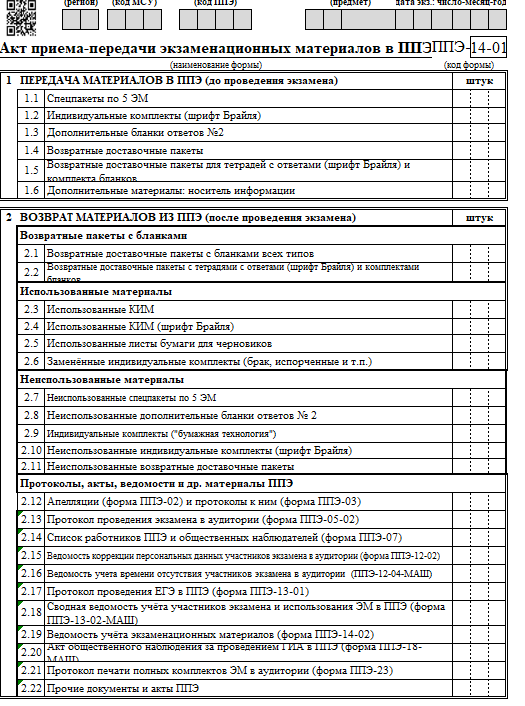 (регион) (код МСУ) (код ППЭ) (предмет) дата экз.: число-месяц-год
Акт приема-передачи экзаменационных материалов в ППЭ ППЭ-14-01
(наименование формы) (код формы)
1 ПЕРЕДАЧА МАТЕРИАЛОВ В ППЭ (до проведения экзамена) штук
1.1 Спецпакеты по 5 ЭМ
1.2 Индивидуальные комплекты (шрифт Брайля)
1.3 Дополнительные бланки ответов №2
1.4 Возвратные доставочные пакеты
1.5 Возвратные доставочные пакеты для тетрадей с ответами (шрифт Брайля) и
комплекта бланков
1.6 Дополнительные материалы: носитель информации
2 ВОЗВРАТ МАТЕРИАЛОВ ИЗ ППЭ (после проведения экзамена) штук
Возвратные пакеты с бланками
2.1 Возвратные доставочные пакеты с бланками всех типов
2.2 Возвратные доставочные пакеты с тетрадями с ответами (шрифт Брайля) и комплектами
бланков
Использованные материалы
2.3 Использованные КИМ
2.4 Использованные КИМ (шрифт Брайля)
2.5 Использованные листы бумаги для черновиков
2.6 Заменённые индивидуальные комплекты (брак, испорченные и т.п.)
Неиспользованные материалы
2.7 Неиспользованные спецпакеты по 5 ЭМ
2.8 Неиспользованные дополнительные бланки ответов № 2
2.9 Индивидуальные комплекты ("бумажная технология")
2.10 Неиспользованные индивидуальные комплекты (шрифт Брайля)
2.11 Неиспользованные возвратные доставочные пакеты
Протоколы, акты, ведомости и др. материалы ППЭ
2.12 Апелляции (форма ППЭ-02) и протоколы к ним (форма ППЭ-03)
2.13 Протокол проведения экзамена в аудитории (форма ППЭ-05-02)
2.14 Список работников ППЭ и общественных наблюдателей (форма ППЭ-07)
2.15 Ведомость коррекции персональных данных участников экзамена в аудитории (форма ППЭ-12-02)
2.16 Ведомость учета времени отсутствия участников экзамена в аудитории (ППЭ-12-04-МАШ)
2.17 Протокол проведения ЕГЭ в ППЭ (форма ППЭ-13-01)
2.18 Сводная ведомость учёта участников экзамена и использования ЭМ в ППЭ (форма
ППЭ-13-02-МАШ)
2.19 Ведомость учёта экзаменационных материалов (форма ППЭ-14-02)
2.20 Акт общественного наблюдения за проведением ГИА в ППЭ (форма ППЭ-18-
МАШ)
2.21 Протокол печати полных комплектов ЭМ в аудитории (форма ППЭ-23)
2.22 Прочие документы и акты ППЭ